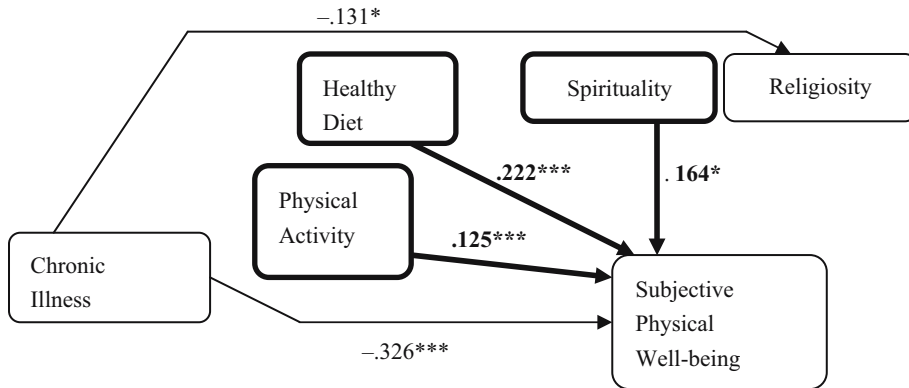 –.131*
Healthy
Diet
Spirituality
Religiosity
.222***
. 164*
Physical
Activity
.125***
Chronic
Illness
Subjective
Physical
Well-being
–.326***